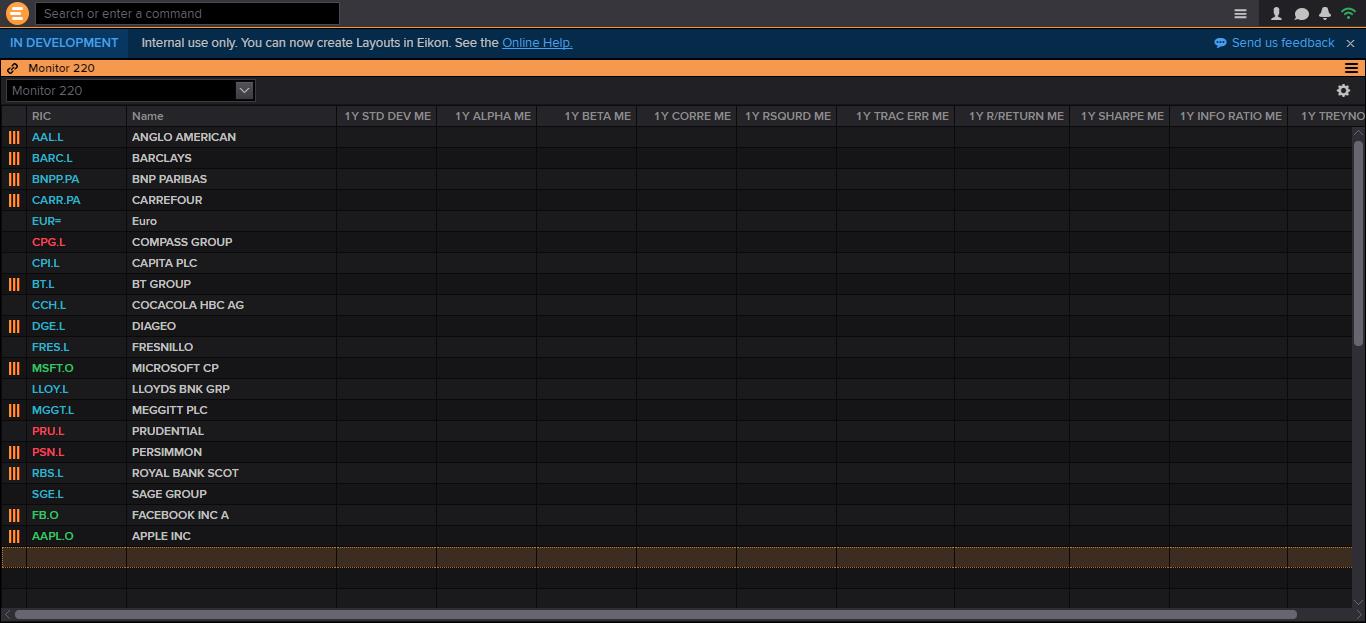 Search or enter a command
IN DEVELOPMENT Internal use only. You can now create Layouts in Eikon. See the Online Help. Send us feedback
Monitor 220
Monitor 220
RIC Name 1Y STD DEV ME 1Y ALPHA ME 1Y BETA ME 1Y CORRE ME 1Y RSQURD ME 1Y TRAC ERR ME 1Y R/RETURN ME 1Y SHARPE ME 1Y INFO RATIO ME 1Y TREYNO
AAL.L ANGLO AMERICAN
BARC.L BARCLAYS
BNPP.PA BNP PARIBAS
CARR.PA CARREFOUR
EUR= Euro
CPG.L COMPASS GROUP
CPI.L CAPITA PLC
BT.L BT GROUP
CCH.L COCACOLA HBC AG
DGE.L DIAGEO
FRES.L FRESNILLO
MSFT.O MICROSOFT CP
LLOY.L LLOYDS BNK GRP
MGGT.L MEGGITT PLC
PRU.L PRUDENTIAL
PSN.L PERSIMMON
RBS.L ROYAL BANK SCOT
SGE.L SAGE GROUP
FB.O FACEBOOK INC A
AAPL.O APPLE INC